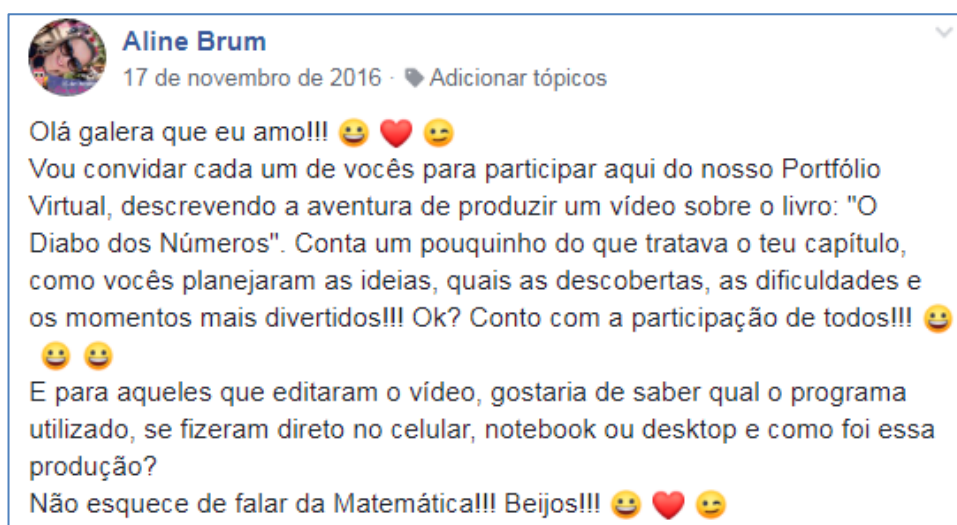 Aline Brum
17 de novembro de 2016 · Adicionar tópicos
Olá galera que eu amo!!! 😀 ❤️ 😉
Vou convidar cada um de vocês para participar aqui do nosso Portfólio
Virtual, descrevendo a aventura de produzir um vídeo sobre o livro: "O
Diabo dos Números". Conta um pouquinho do que tratava o teu capítulo,
como vocês planejaram as ideias, quais as descobertas, as dificuldades e
os momentos mais divertidos!!! Ok? Conto com a participação de todos!!! 😀
😀 😀
E para aqueles que editaram o vídeo, gostaria de saber qual o programa
utilizado, se fizeram direto no celular, notebook ou desktop e como foi essa
produção?
Não esquece de falar da Matemática!!! Beijos!!! 😀 ❤️ 😉